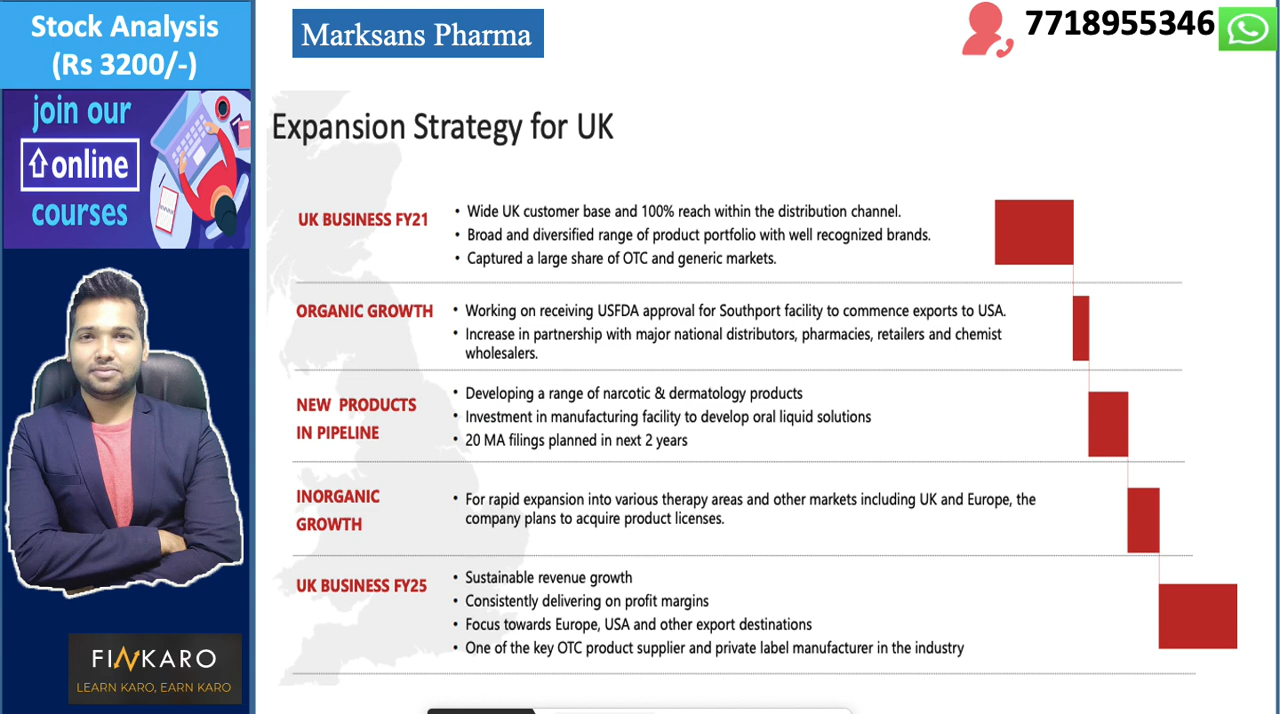 Stock Analysis
(Rs 3200/-)
join our
online
courses
FINKARO
LEARN KARO, EARN KARO
Marksans Pharma
7718955346
Expansion Strategy for UK
UK BUSINESS FY21
• Wide UK customer base and 100% reach within the distribution channel.
• Broad and diversified range of product portfolio with well recognized brands.
• Captured a large share of OTC and generic markets.
ORGANIC GROWTH
• Working on receiving USFDA approval for Southport facility to commence exports to USA.
• Increase in partnership with major national distributors, pharmacies, retailers and chemist
wholesalers.
NEW PRODUCTS
IN PIPELINE
• Developing a range of narcotic & dermatology products
• Investment in manufacturing facility to develop oral liquid solutions
• 20 MA filings planned in next 2 years
INORGANIC
GROWTH
• For rapid expansion into various therapy areas and other markets including UK and Europe, the
company plans to acquire product licenses.
UK BUSINESS FY25
• Sustainable revenue growth
• Consistently delivering on profit margins
• Focus towards Europe, USA and other export destinations
• One of the key OTC product supplier and private label manufacturer in the industry